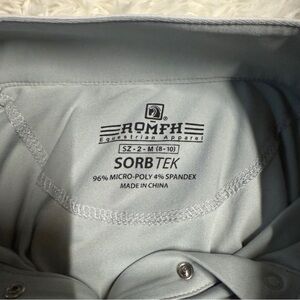 ROMFH
Equestrian Apparel
SZ - 2 - M (8-10)
SORBTEK
96% MICRO-POLY 4% SPANDEX
MADE IN CHINA